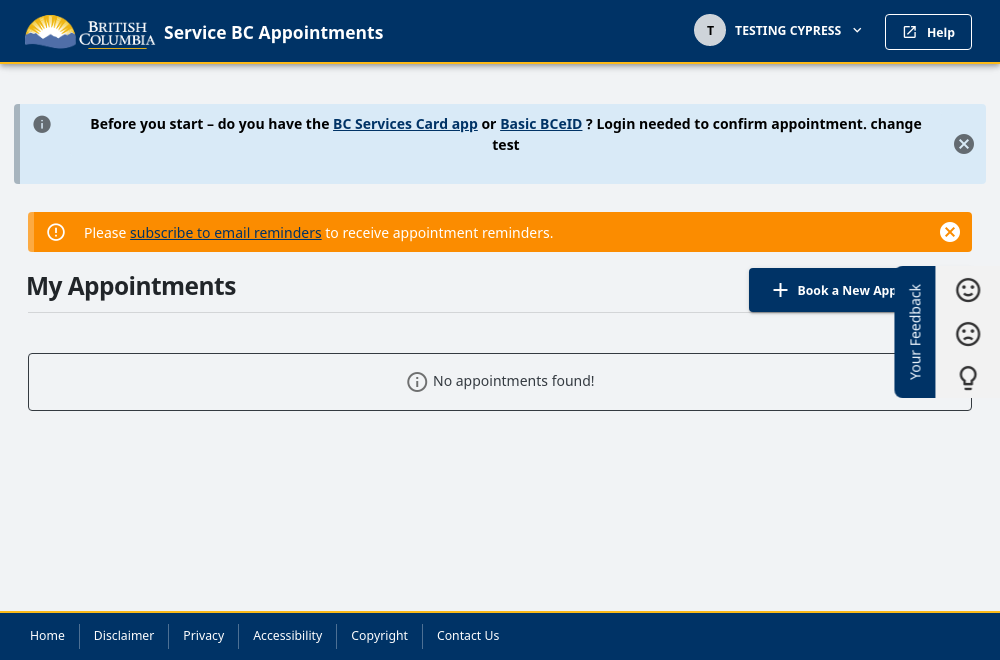 BRITISH
COLUMBIA
Service BC Appointments
T
TESTING CYPRESS
Help
Before you start – do you have the BC Services Card app or Basic BCeID ? Login needed to confirm appointment. change
test
Please subscribe to email reminders to receive appointment reminders.
My Appointments
Book a New App
Your Feedback
No appointments found!
Home
Disclaimer
Privacy
Accessibility
Copyright
Contact Us